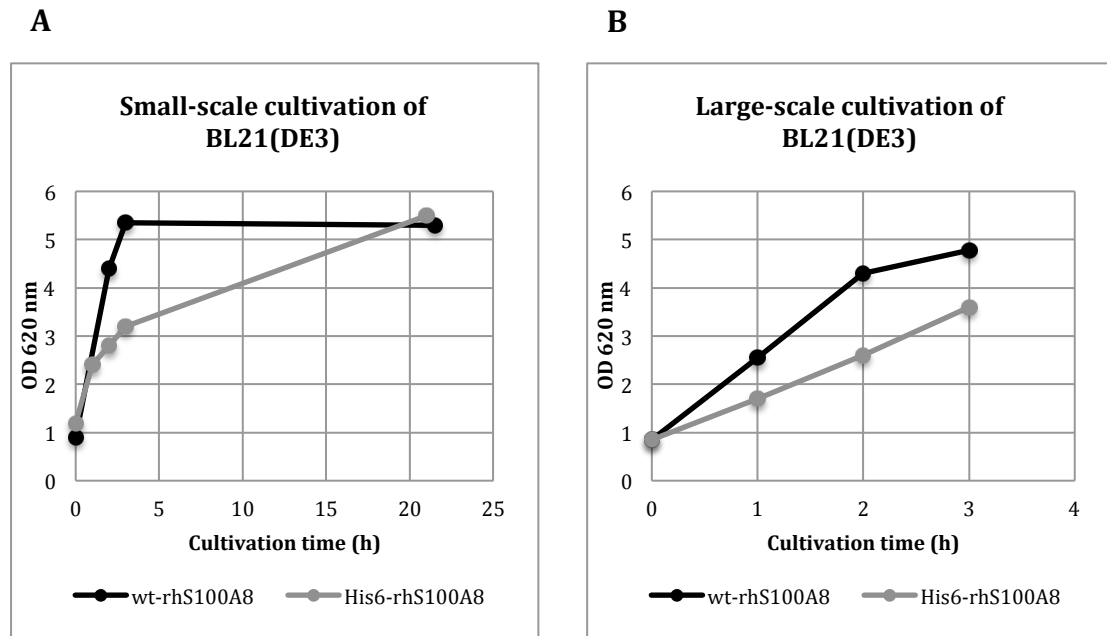 A
Small-scale cultivation of
BL21(DE3)
OD 620 nm
6
5
4
3
2
1
0
0 5 10 15 20 25
Cultivation time (h)
wt-rhS100A8 His6-rhS100A8
B
Large-scale cultivation of
BL21(DE3)
OD 620 nm
6
5
4
3
2
1
0
0 1 2 3 4
Cultivation time (h)
wt-rhS100A8 His6-rhS100A8